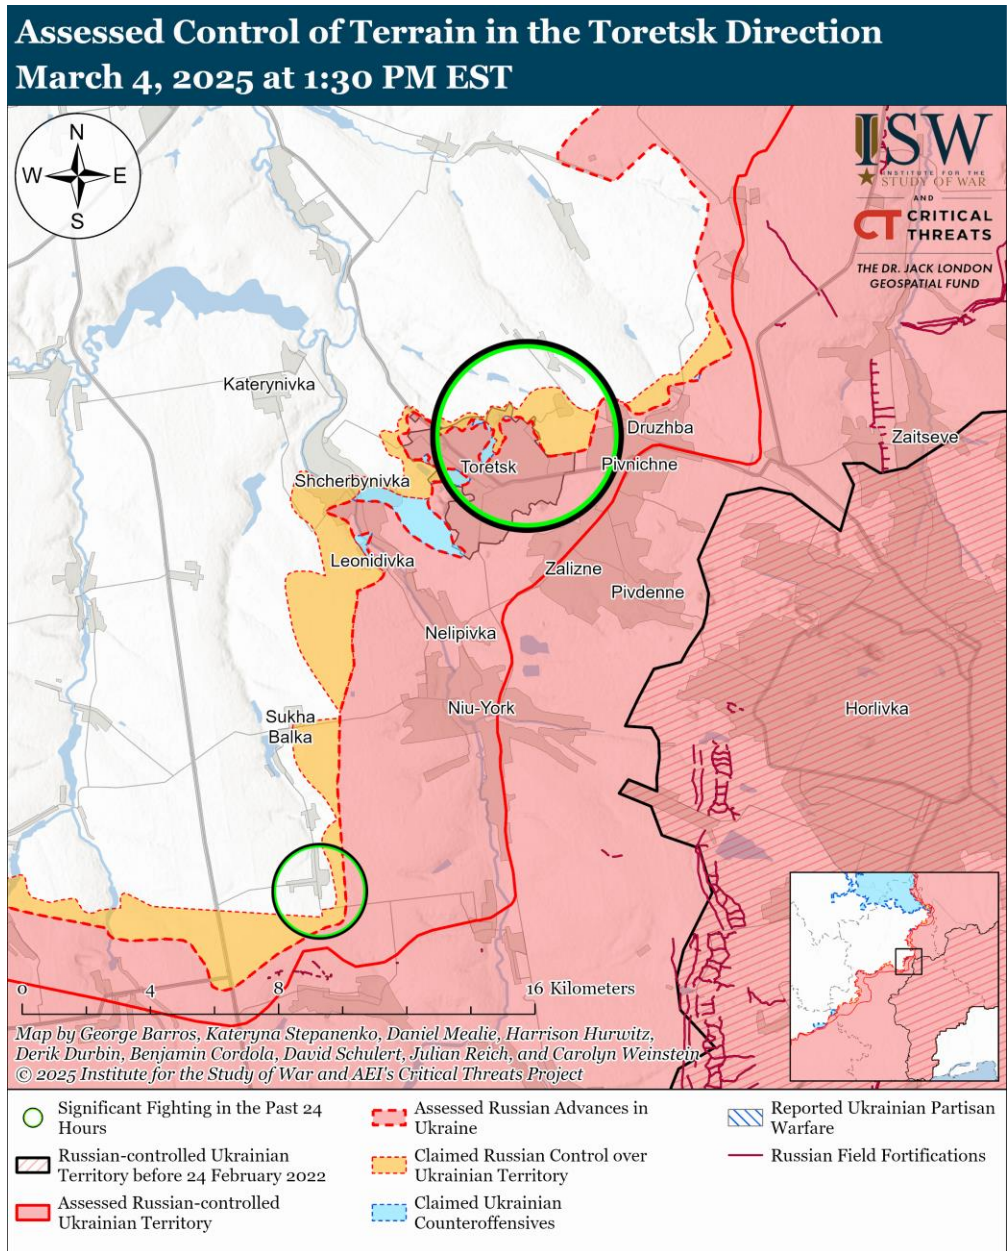 Assessed Control of Terrain in the Toretsk Direction
March 4, 2025 at 1:30 PM EST
N
W
E
S
ISW
INSTITUTE FOR THE
STUDY OF WAR
AND
CT CRITICAL
THREATS
THE DR. JACK LONDON
GEOSPATIAL FUND
Katerynivka
Druzhba
Zaitseve
Toretsk
Pivnichne
Shcherbynivka
Leonidivka
Zalizne
Pivdenne
Nelipivka
Niu-York
Horlivka
Sukha
Balka
0
4
8
16 Kilometers
Map by George Barros, Kateryna Stepanenko, Daniel Mealie, Harrison Hurwitz,
Derik Durbin, Benjamin Cordola, David Schulert, Julian Reich, and Carolyn Weinstein
© 2025 Institute for the Study of War and AEI's Critical Threats Project
Significant Fighting in the Past 24
Hours
Russian-controlled Ukrainian
Territory before 24 February 2022
Assessed Russian-controlled
Ukrainian Territory
Assessed Russian Advances in
Ukraine
Claimed Russian Control over
Ukrainian Territory
Claimed Ukrainian
Counteroffensives
Reported Ukrainian Partisan
Warfare
Russian Field Fortifications